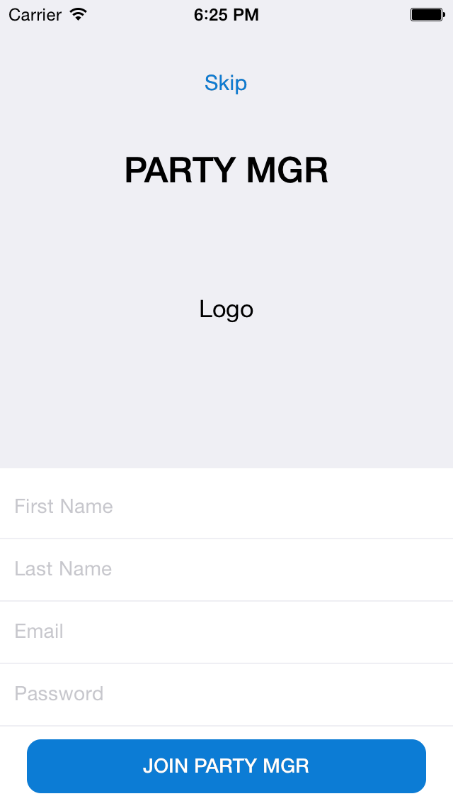 Carrier 6:25 PM
Skip
PARTY MGR
Logo
First Name
Last Name
Email
Password
JOIN PARTY MGR